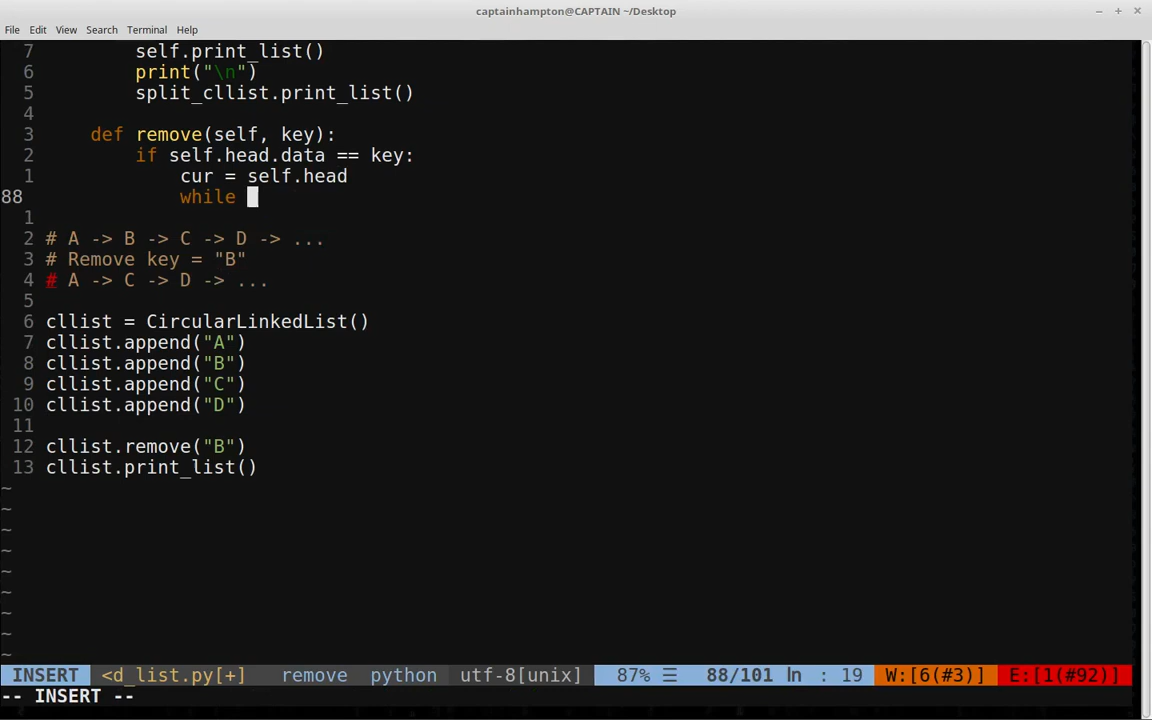 captainhampton@CAPTAIN ~/Desktop
File Edit View Search Terminal Help
7         self.print_list()
6         print("\n")
5         split_cllist.print_list()
4
3     def remove(self, key):
2         if self.head.data == key:
1             cur = self.head
88             while
1
2 # A -> B -> C -> D -> ...
3 # Remove key = "B"
4 # A -> C -> D -> ...
5
6 cllist = CircularLinkedList()
7 cllist.append("A")
8 cllist.append("B")
9 cllist.append("C")
10 cllist.append("D")
11
12 cllist.remove("B")
13 cllist.print_list()
~
~
~
~
~
~
~
~
~
INSERT <d_list.py[+] remove python utf-8[unix] 87% ☰ 88/101 ln : 19 W:[6(#3)] E:[1(#92)]
-- INSERT --